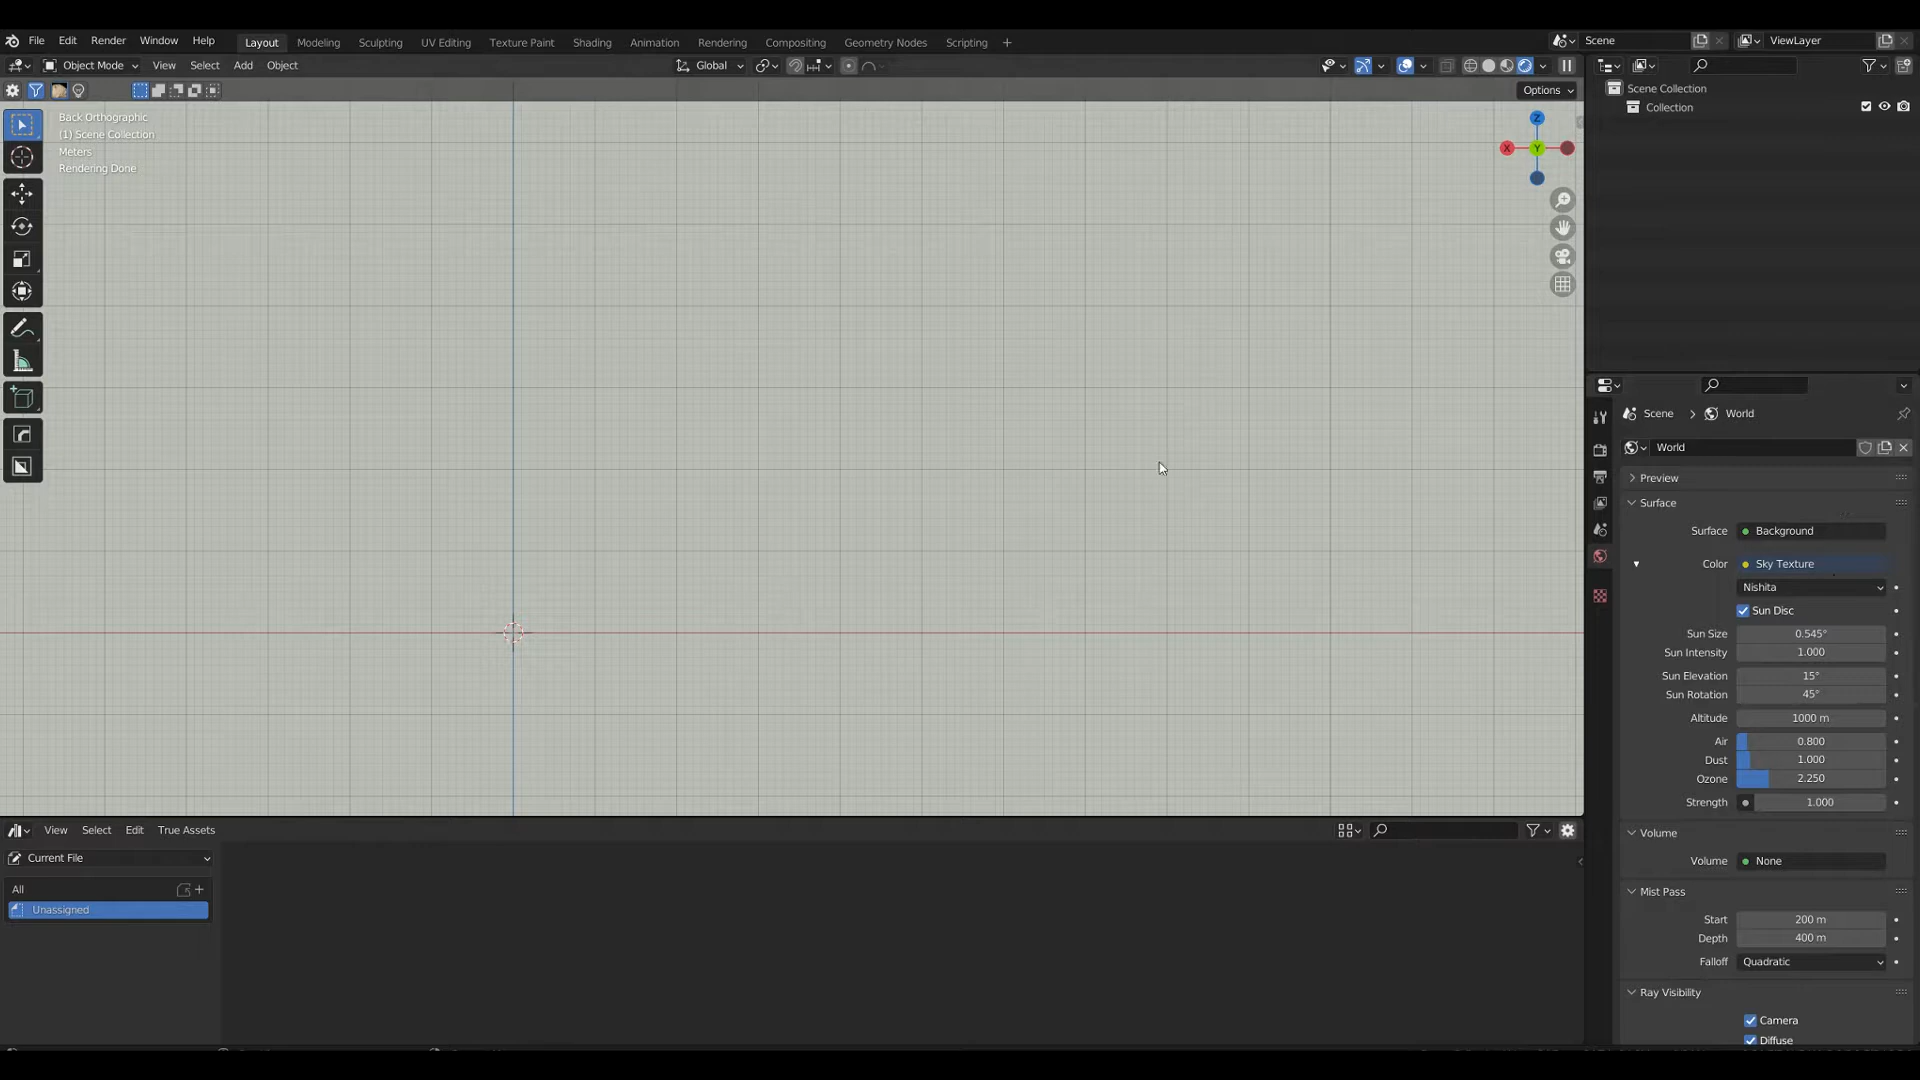 File Edit Render Window Help Layout Modeling Sculpting UV Editing Texture Paint Shading Animation Rendering Compositing Geometry Nodes Scripting + Scene ViewLayer
Object Mode View Select Add Object Global
Options
Back Orthographic
(1) Scene Collection
Meters
Rendering Done
Z
X Y
Scene Collection
Collection
Scene > World
World
Preview
Surface
Surface Background
Color Sky Texture
Nishita
Sun Disc
Sun Size 0.545°
Sun Intensity 1.000
Sun Elevation 15°
Sun Rotation 45°
Altitude 1000 m
Air 0.800
Dust 1.000
Ozone 2.250
Strength 1.000
Volume
Volume None
Mist Pass
Start 200 m
Depth 400 m
Falloff Quadratic
Ray Visibility
Camera
Diffuse
View Select Edit True Assets
Current File
All
Unassigned